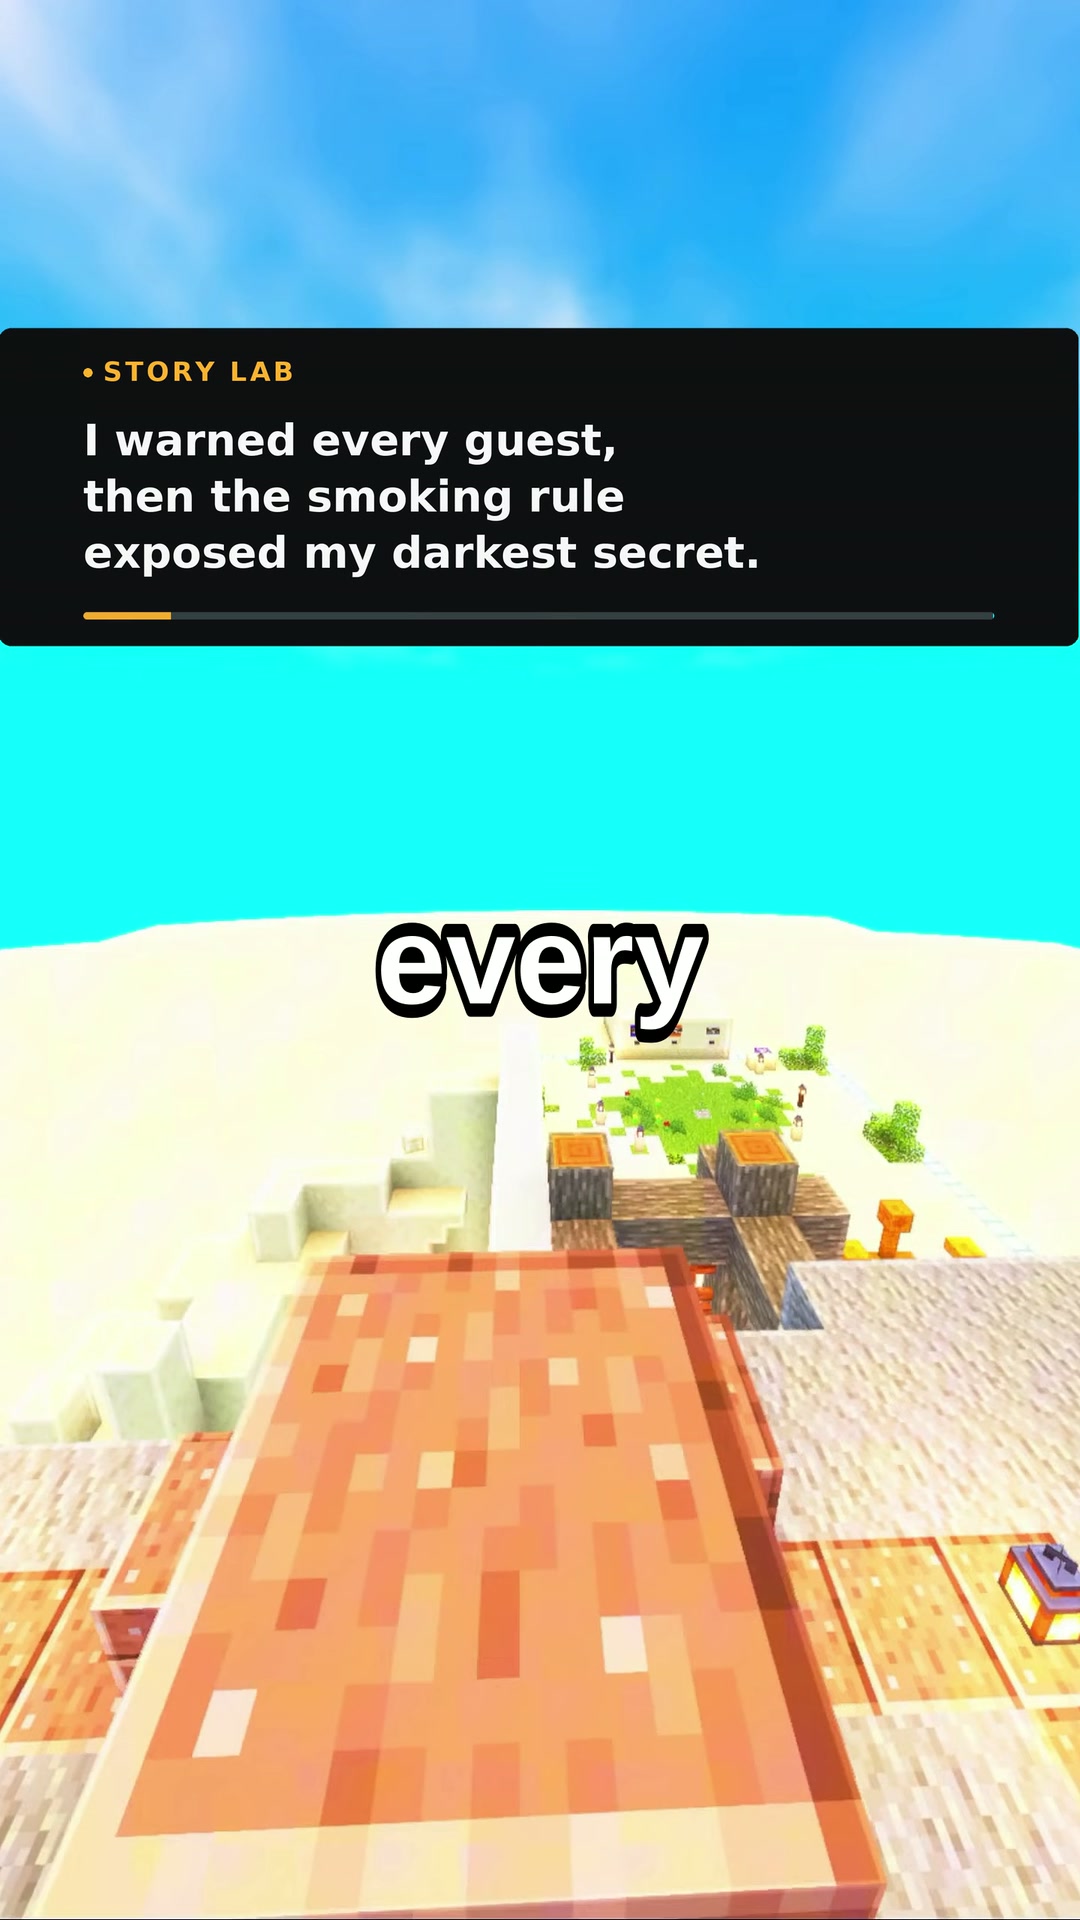 • STORY LAB
I warned every guest,
then the smoking rule
exposed my darkest secret.
every